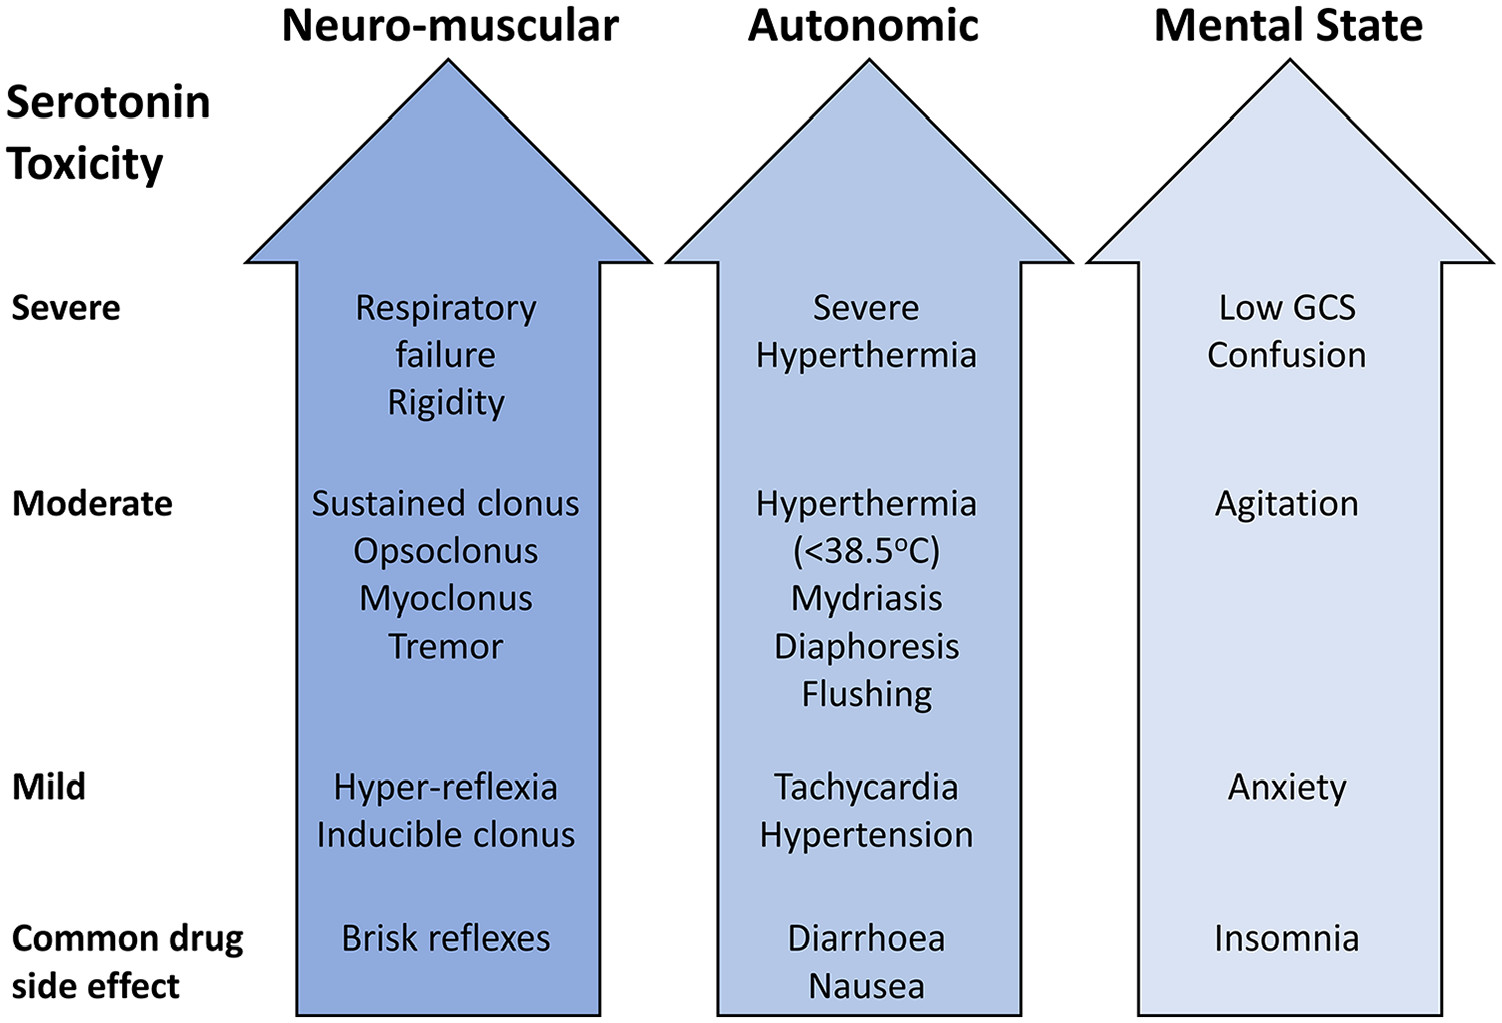 Neuro-muscular
Autonomic
Mental State
Serotonin
Toxicity
Severe
Respiratory
failure
Rigidity
Severe
Hyperthermia
Low GCS
Confusion
Moderate
Sustained clonus
Opsoclonus
Myoclonus
Tremor
Hyperthermia
(<38.5ºC)
Mydriasis
Diaphoresis
Flushing
Agitation
Mild
Hyper-reflexia
Inducible clonus
Tachycardia
Hypertension
Anxiety
Common drug
side effect
Brisk reflexes
Diarrhoea
Nausea
Insomnia